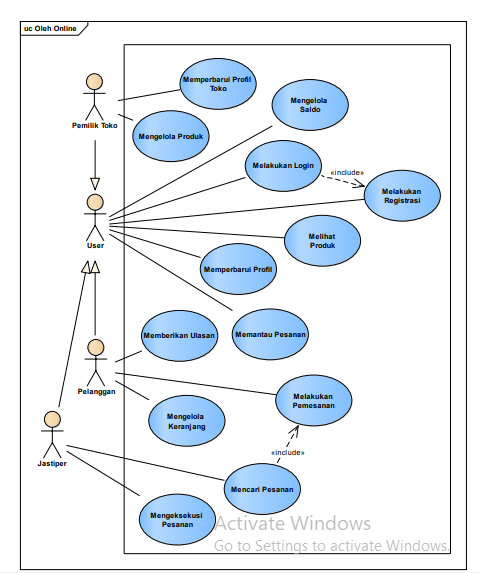 uc Oleh Online
Memperbarui Profil
Toko
Pemilik Toko
Mengelola Produk
Mengelola
Saldo
Melakukan Login
«include»
Melakukan
Registrasi
User
Melihat
Produk
Memperbarui Profil
Memberikan Ulasan
Memantau Pesanan
Pelanggan
Melakukan
Pemesanan
Mengelola
Keranjang
Jastiper
«include»
Mencari Pesanan
Mengeksekusi
Pesanan
Activate Windows
Go to Settings to activate Windows.